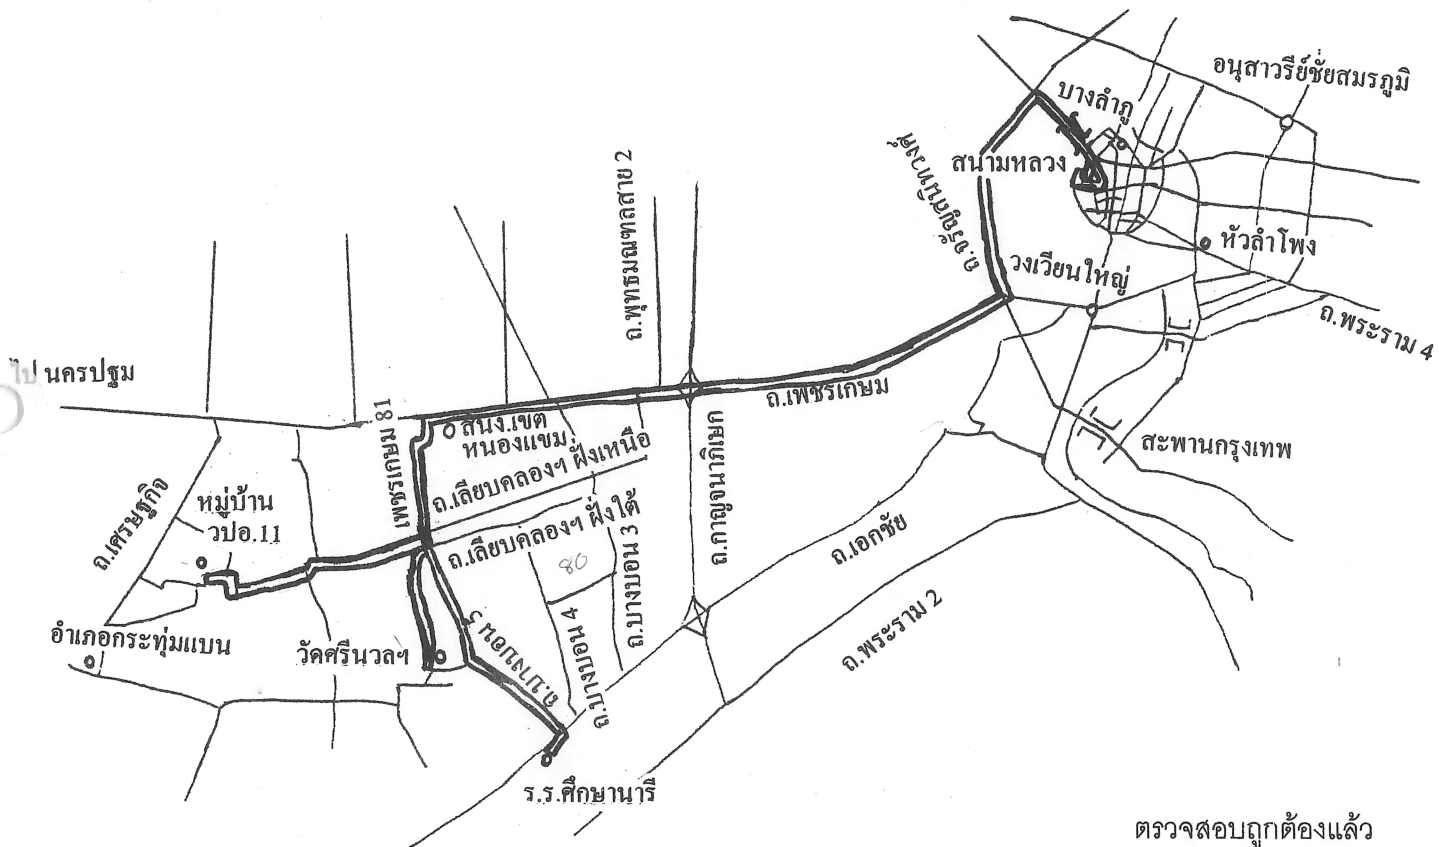 อนุสาวรีย์ชัยสมรภูมิ
บางลำภู
สนามหลวง
ถ.จรัญสนิทวงศ์
หัวลำโพง
วงเวียนใหญ่
ถ.พระราม 4
ถ.พุทธมณฑลสาย 2
ไป นครปฐม
ถ.เพชรเกษม
เพชรเกษม 81
สนง.เขต
หนองแขม
ถ.เลียบคลองฯ ฝั่งเหนือ
ถ.เลียบคลองฯ ฝั่งใต้
ถ.กาญจนาภิเษก
สะพานกรุงเทพ
ถ.เศรษฐกิจ
หมู่บ้าน
วปอ.11
80
ถ.บางบอน 3
ถ.เอกชัย
ถ.พระราม 2
อำเภอกระทุ่มแบน
วัดศรีนวลฯ
ถ.บางบอน 5
ถ.บางบอน 4
ร.ร.ศึกษานารี
ตรวจสอบถูกต้องแล้ว